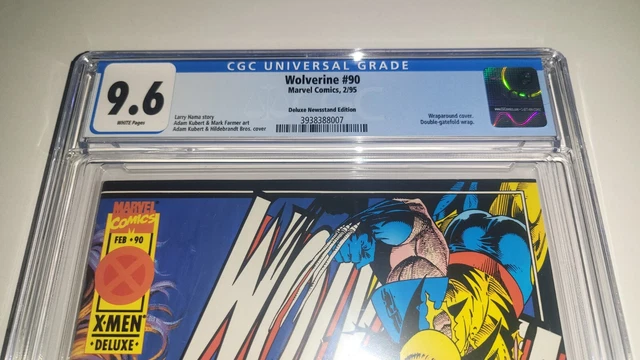 CGC UNIVERSAL GRADE
9.6
WHITE Pages
Wolverine #90
Marvel Comics, 2/95
Deluxe Newsstand Edition
3938388007
Larry Hama story
Adam Kubert & Mark Farmer art
Adam Kubert & Hildebrandt Bros. cover
Wraparound cover.
Double-gatefold wrap.
MARVEL
COMICS
FEB • 90
X-MEN
DELUXE